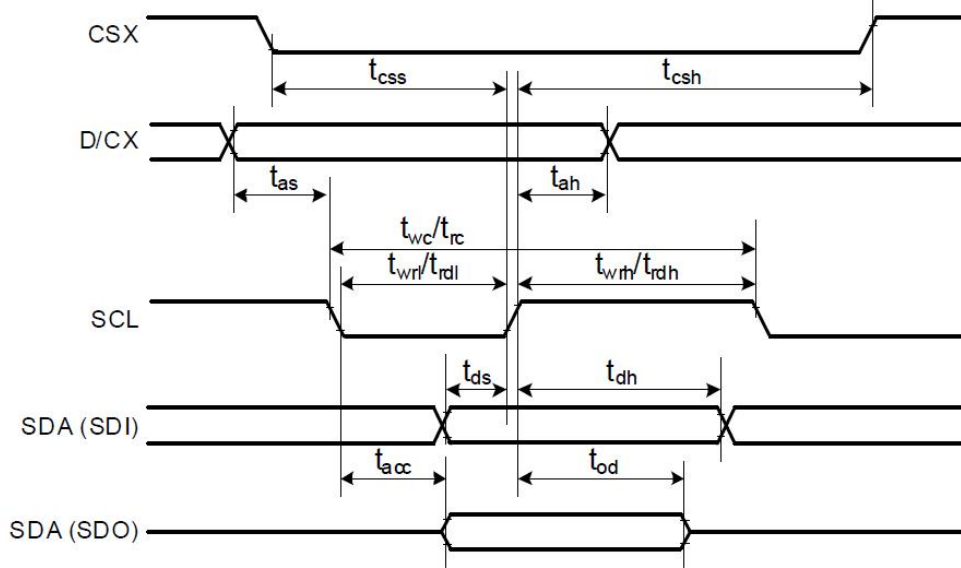 CSX
tcss
tcsh
D/CX
tas
tah
twc/trc
twrl/trdl
twrh/trdh
SCL
tds
tdh
SDA (SDI)
tacc
tod
SDA (SDO)